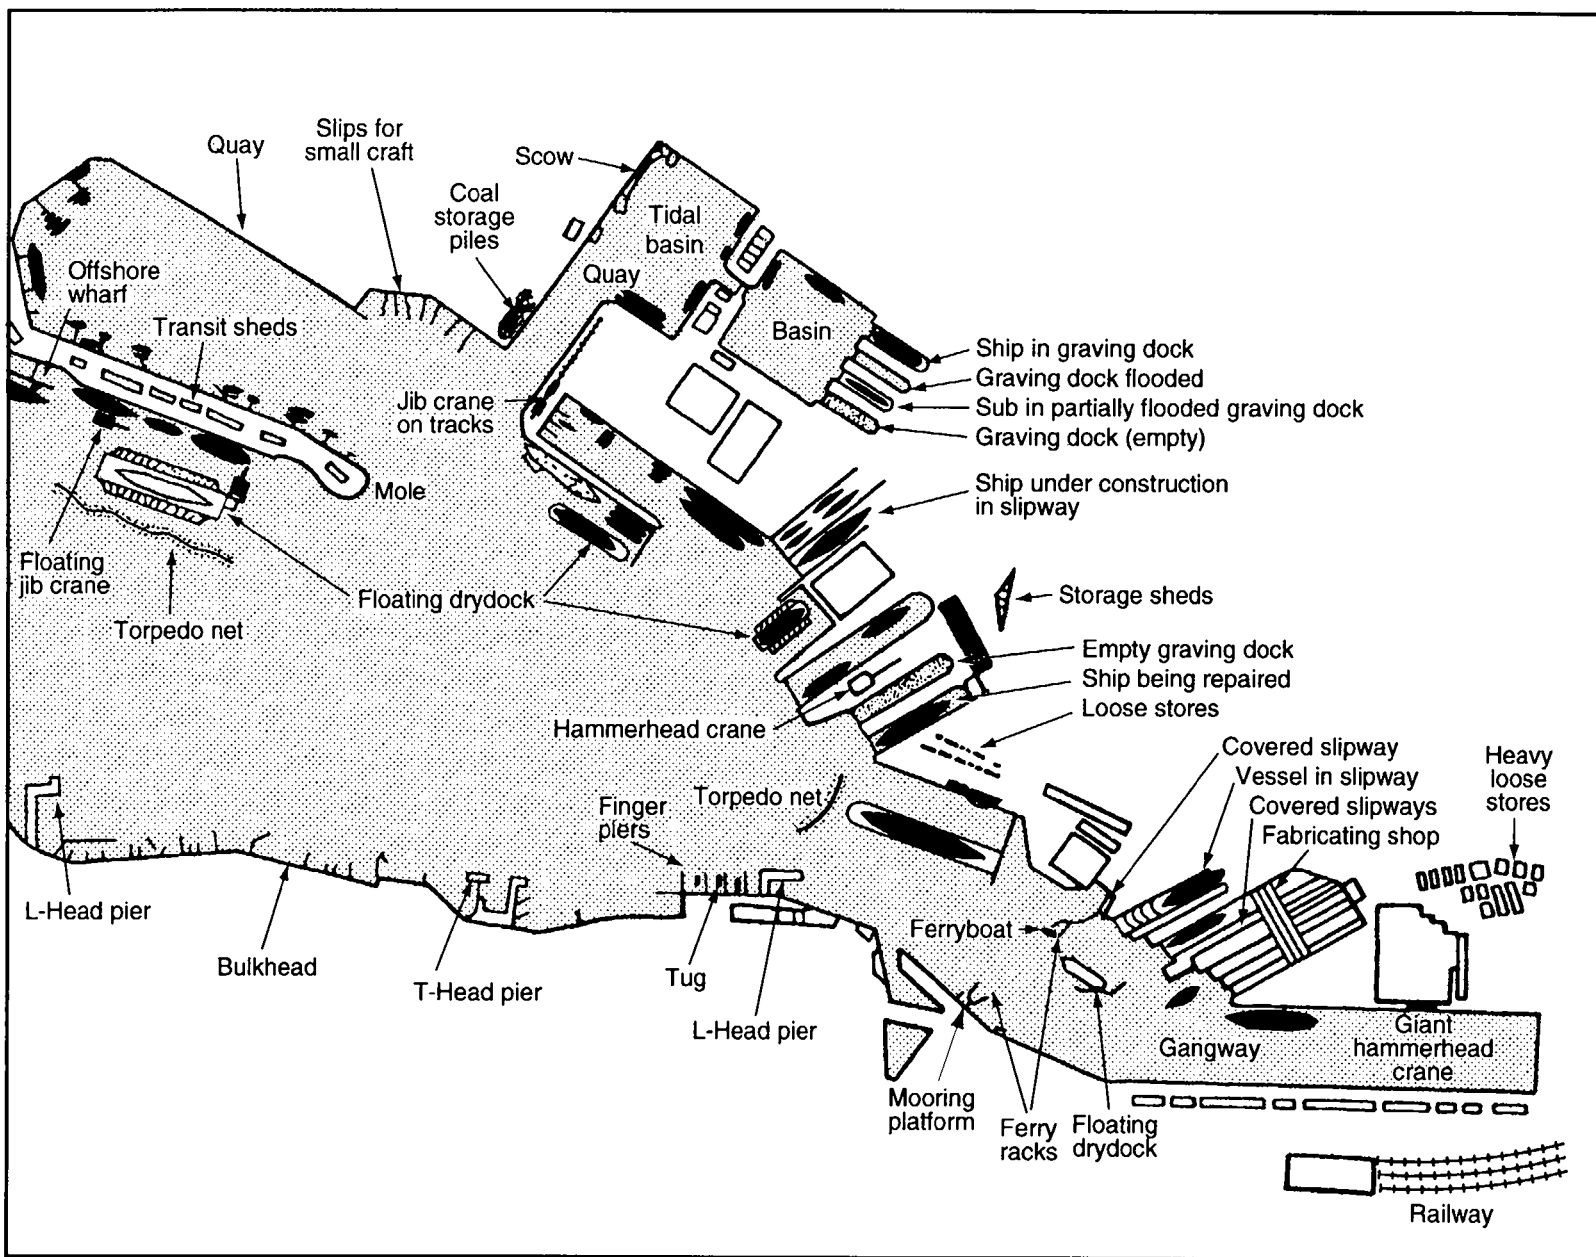 Quay
Slips for
small craft
Scow
Coal
storage
piles
Tidal
basin
Quay
Offshore
wharf
Transit sheds
Basin
Ship in graving dock
Graving dock flooded
Sub in partially flooded graving dock
Graving dock (empty)
Jib crane
on tracks
Mole
Ship under construction
in slipway
Floating
jib crane
Floating drydock
Torpedo net
Storage sheds
Empty graving dock
Ship being repaired
Loose stores
Hammerhead crane
Covered slipway
Vessel in slipway
Covered slipways
Fabricating shop
Heavy
loose
stores
Torpedo net
Finger
piers
L-Head pier
Bulkhead
T-Head pier
Tug
L-Head pier
Ferryboat
Mooring
platform
Ferry
racks
Floating
drydock
Gangway
Giant
hammerhead
crane
Railway